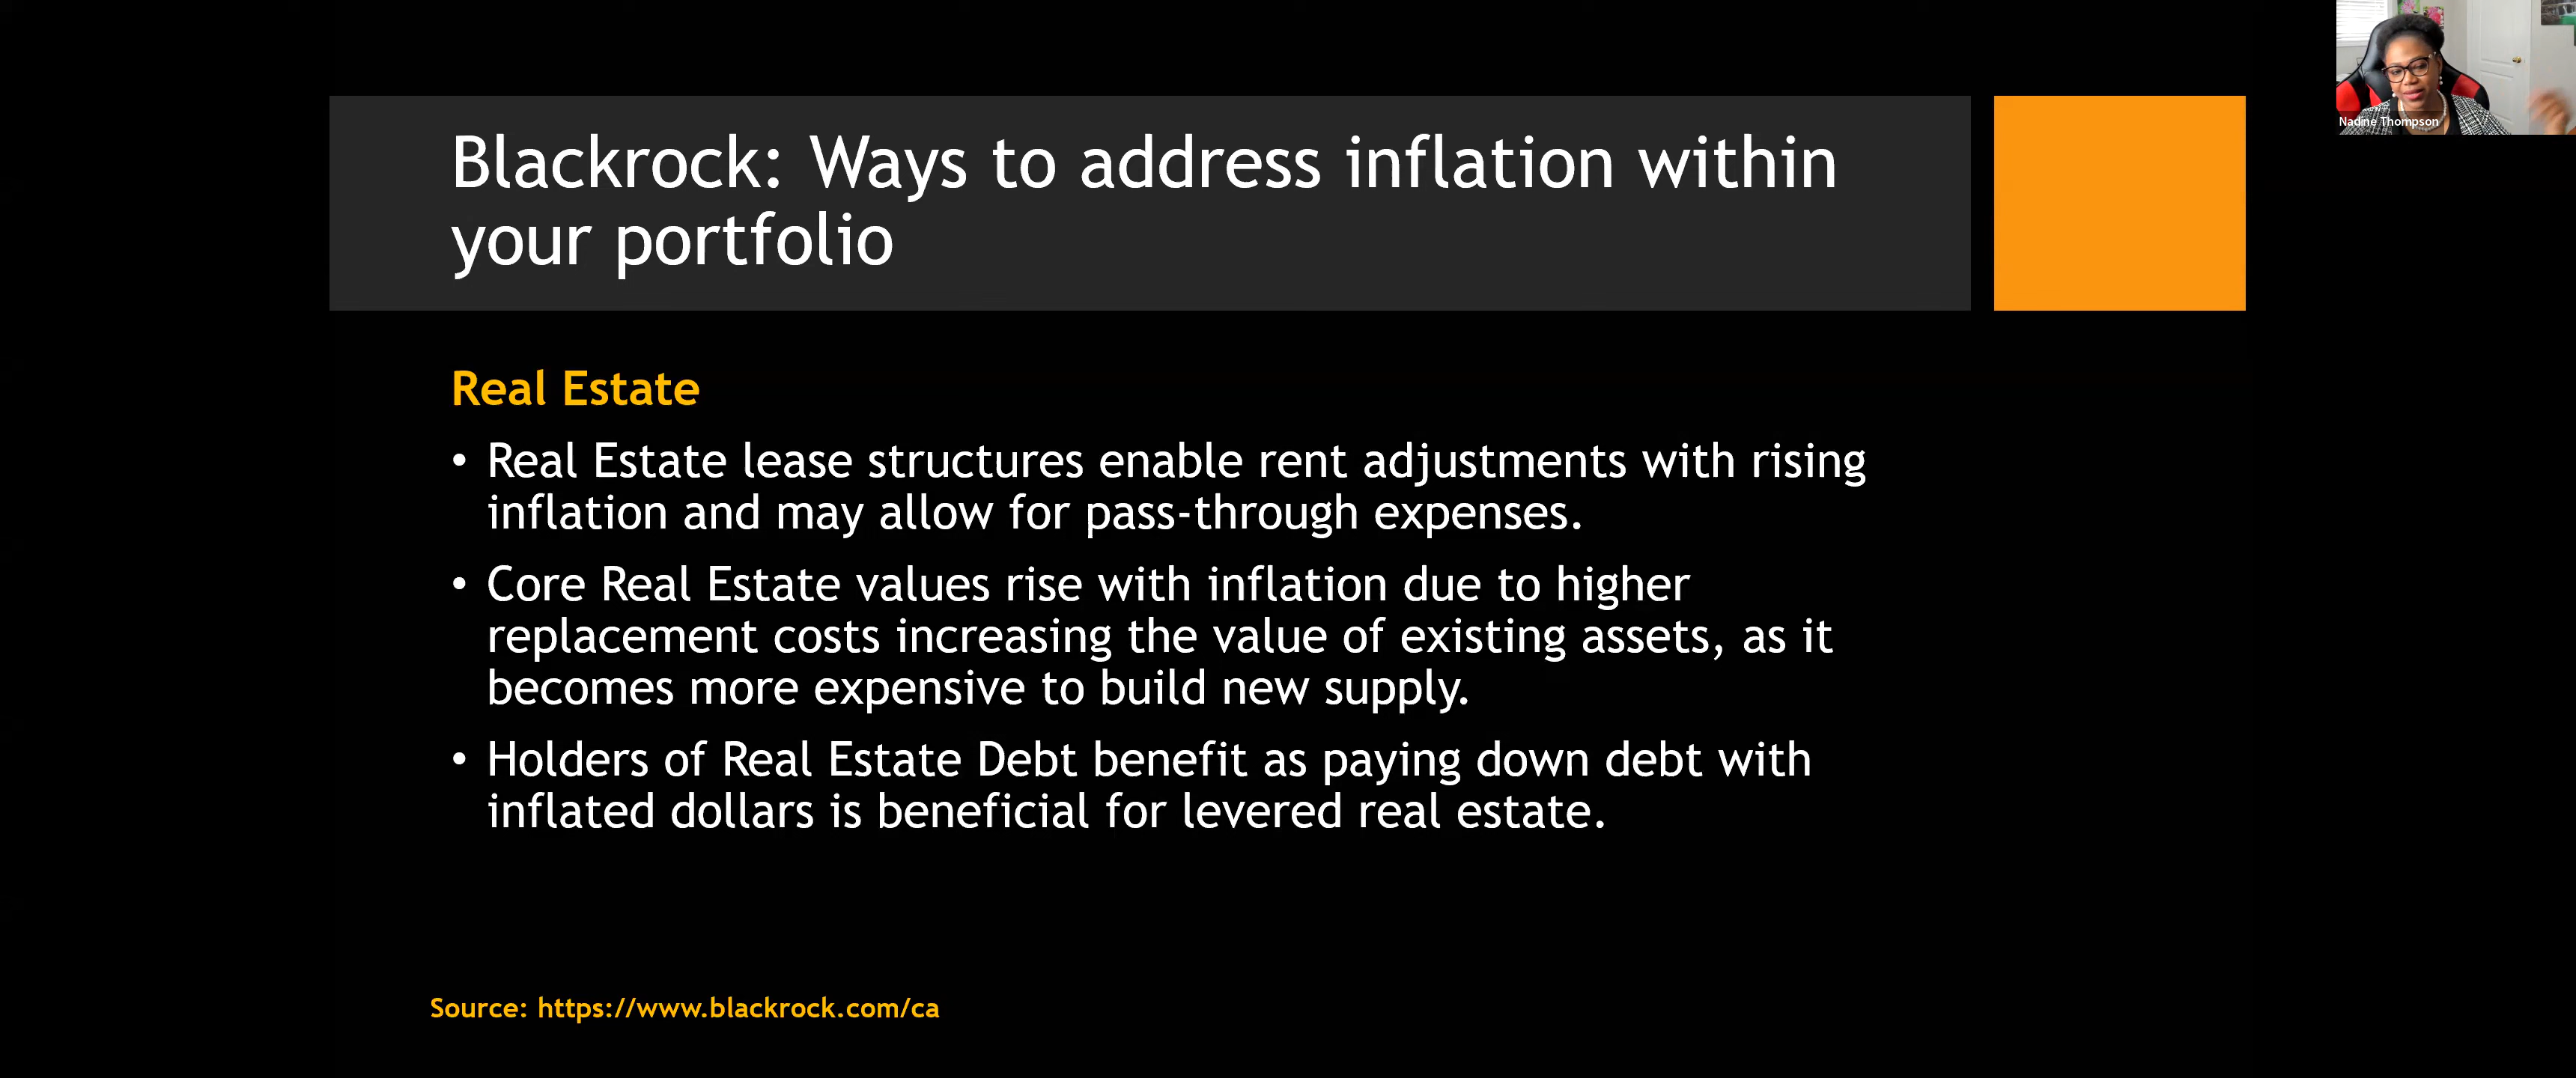 Nadine Thompson
Blackrock: Ways to address inflation within
your portfolio
Real Estate
• Real Estate lease structures enable rent adjustments with rising
inflation and may allow for pass-through expenses.
• Core Real Estate values rise with inflation due to higher
replacement costs increasing the value of existing assets, as it
becomes more expensive to build new supply.
• Holders of Real Estate Debt benefit as paying down debt with
inflated dollars is beneficial for levered real estate.
Source: https://www.blackrock.com/ca